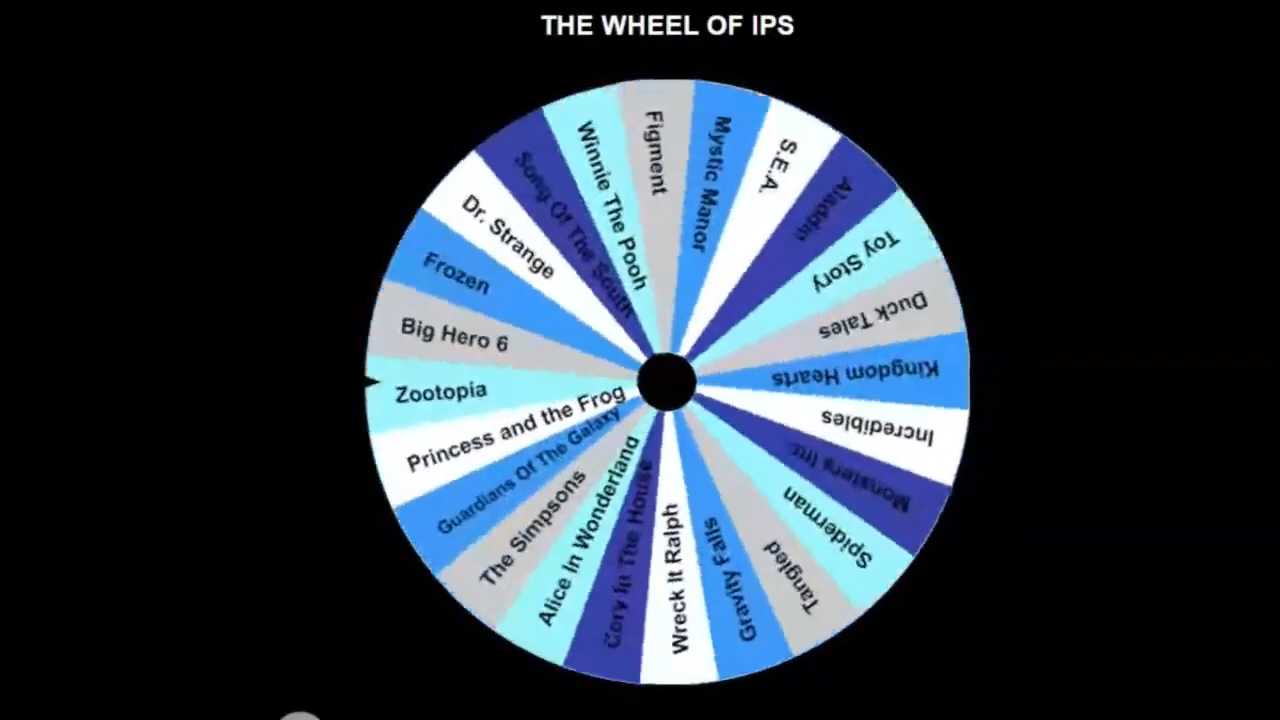 THE WHEEL OF IPS
Figment
Mystic Manor
S.E.A.
Aladdin
Toy Story
Duck Tales
Kingdom Hearts
Incredibles
Monsters Inc.
Spiderman
Tangled
Gravity Falls
Wreck It Ralph
Cory In The House
Alice In Wonderland
The Simpsons
Guardians Of The Galaxy
Princess and the Frog
Zootopia
Big Hero 6
Frozen
Dr. Strange
Song Of The South
Winnie The Pooh